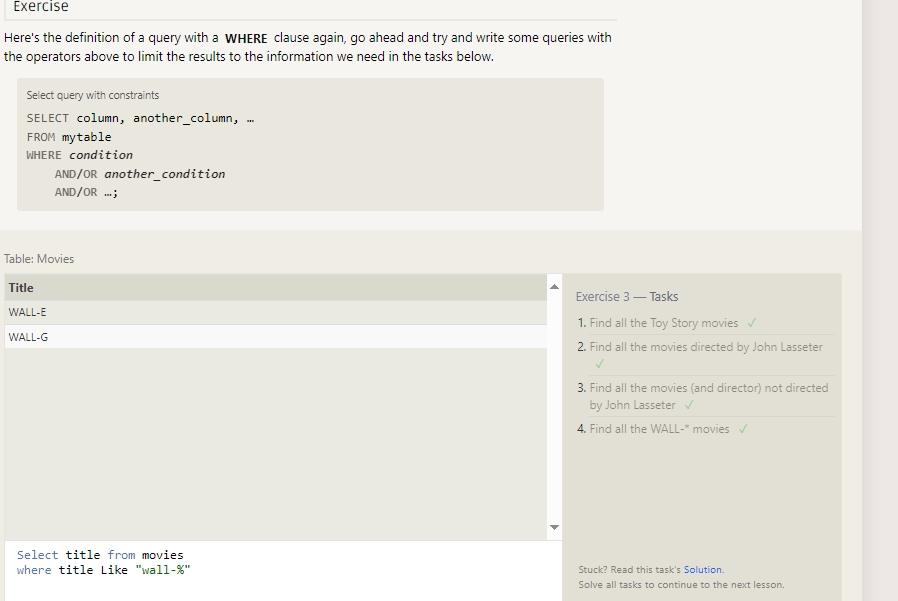 Exercise
Here's the definition of a query with a WHERE clause again, go ahead and try and write some queries with
the operators above to limit the results to the information we need in the tasks below.
Select query with constraints
SELECT column, another_column, …
FROM mytable
WHERE condition
AND/OR another_condition
AND/OR …;
Table: Movies
Title
WALL-E
WALL-G
Exercise 3 — Tasks
1. Find all the Toy Story movies ✓
2. Find all the movies directed by John Lasseter
✓
3. Find all the movies (and director) not directed
by John Lasseter ✓
4. Find all the WALL-* movies ✓
Select title from movies
where title Like "wall-%"
Stuck? Read this task's Solution.
Solve all tasks to continue to the next lesson.